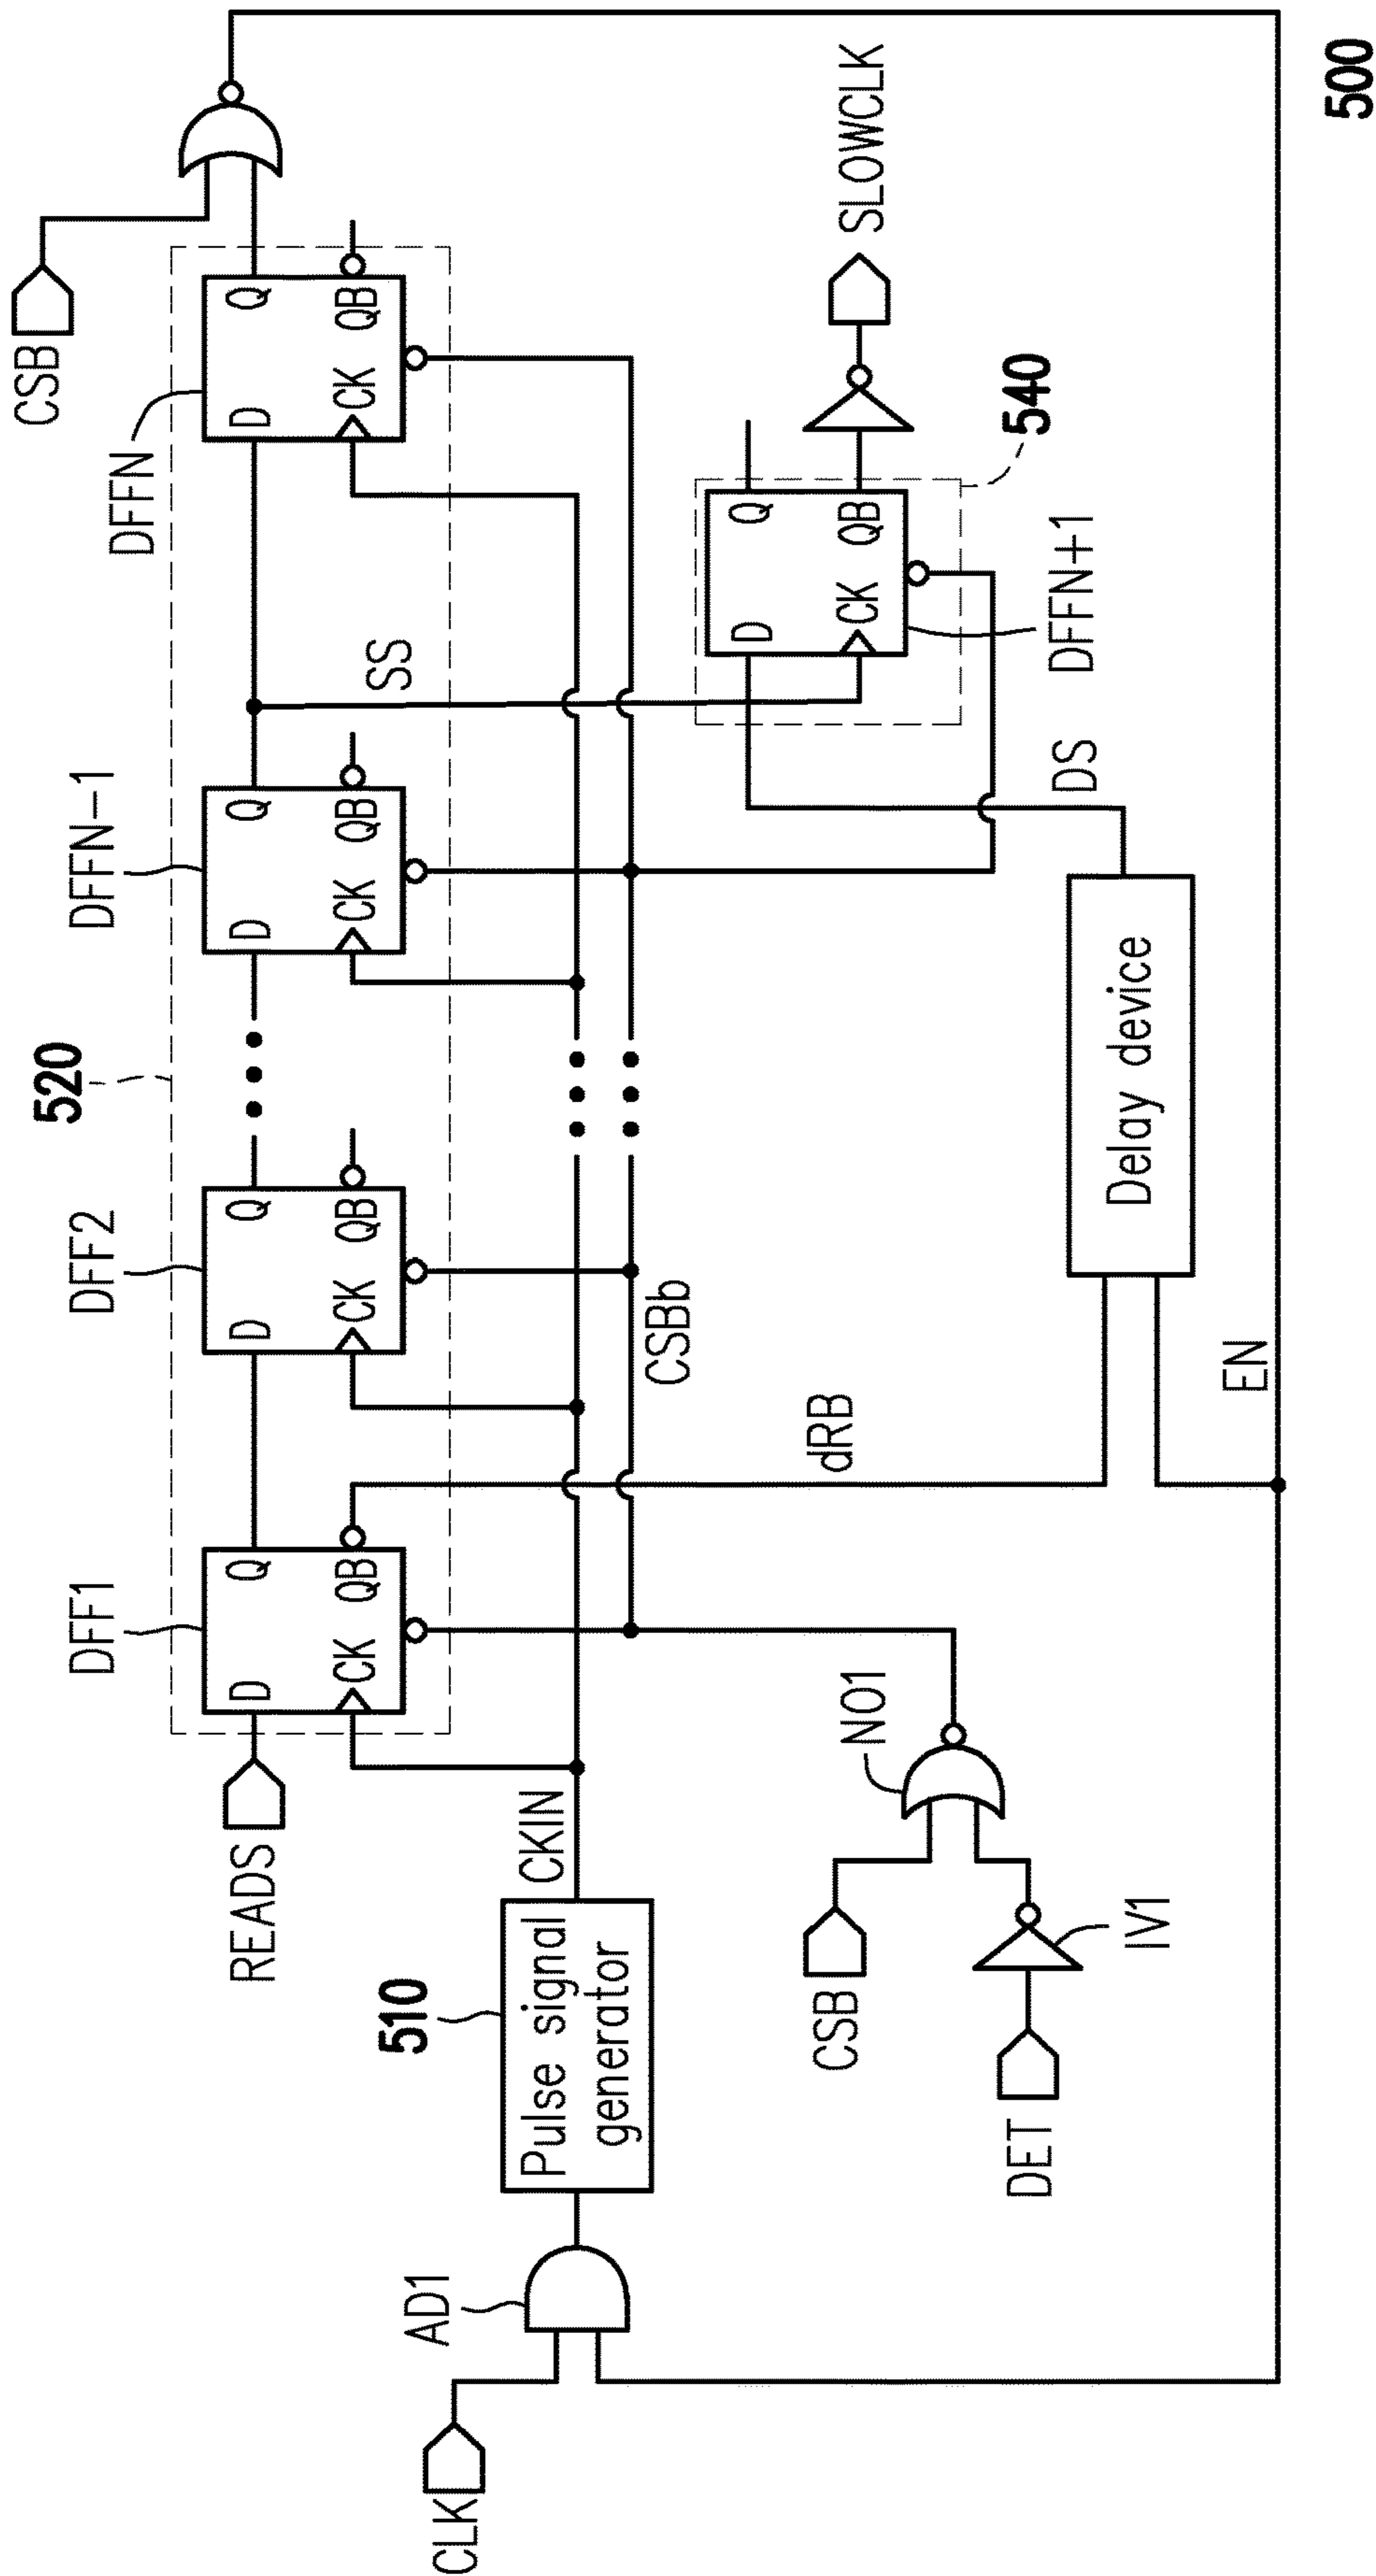 CSB
DFFN
D
Q
CK
QB
DFFN-1
D
Q
CK
QB
SS
520
DFF2
D
Q
CK
QB
DFF1
D
Q
CK
QB
READS
CKIN
CSBb
510
Pulse signal
generator
AD1
CLK
SLOWCLK
540
D
Q
CK
QB
DFFN+1
DS
Delay device
dRB
EN
NO1
CSB
IV1
DET
500